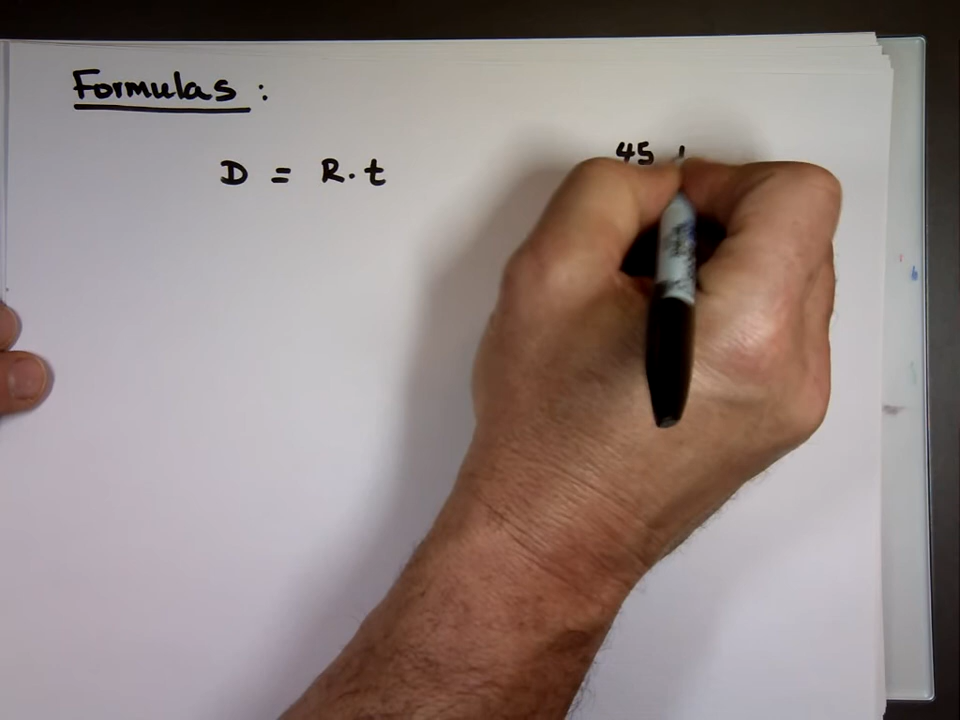 Formulas :
D = R. t
45